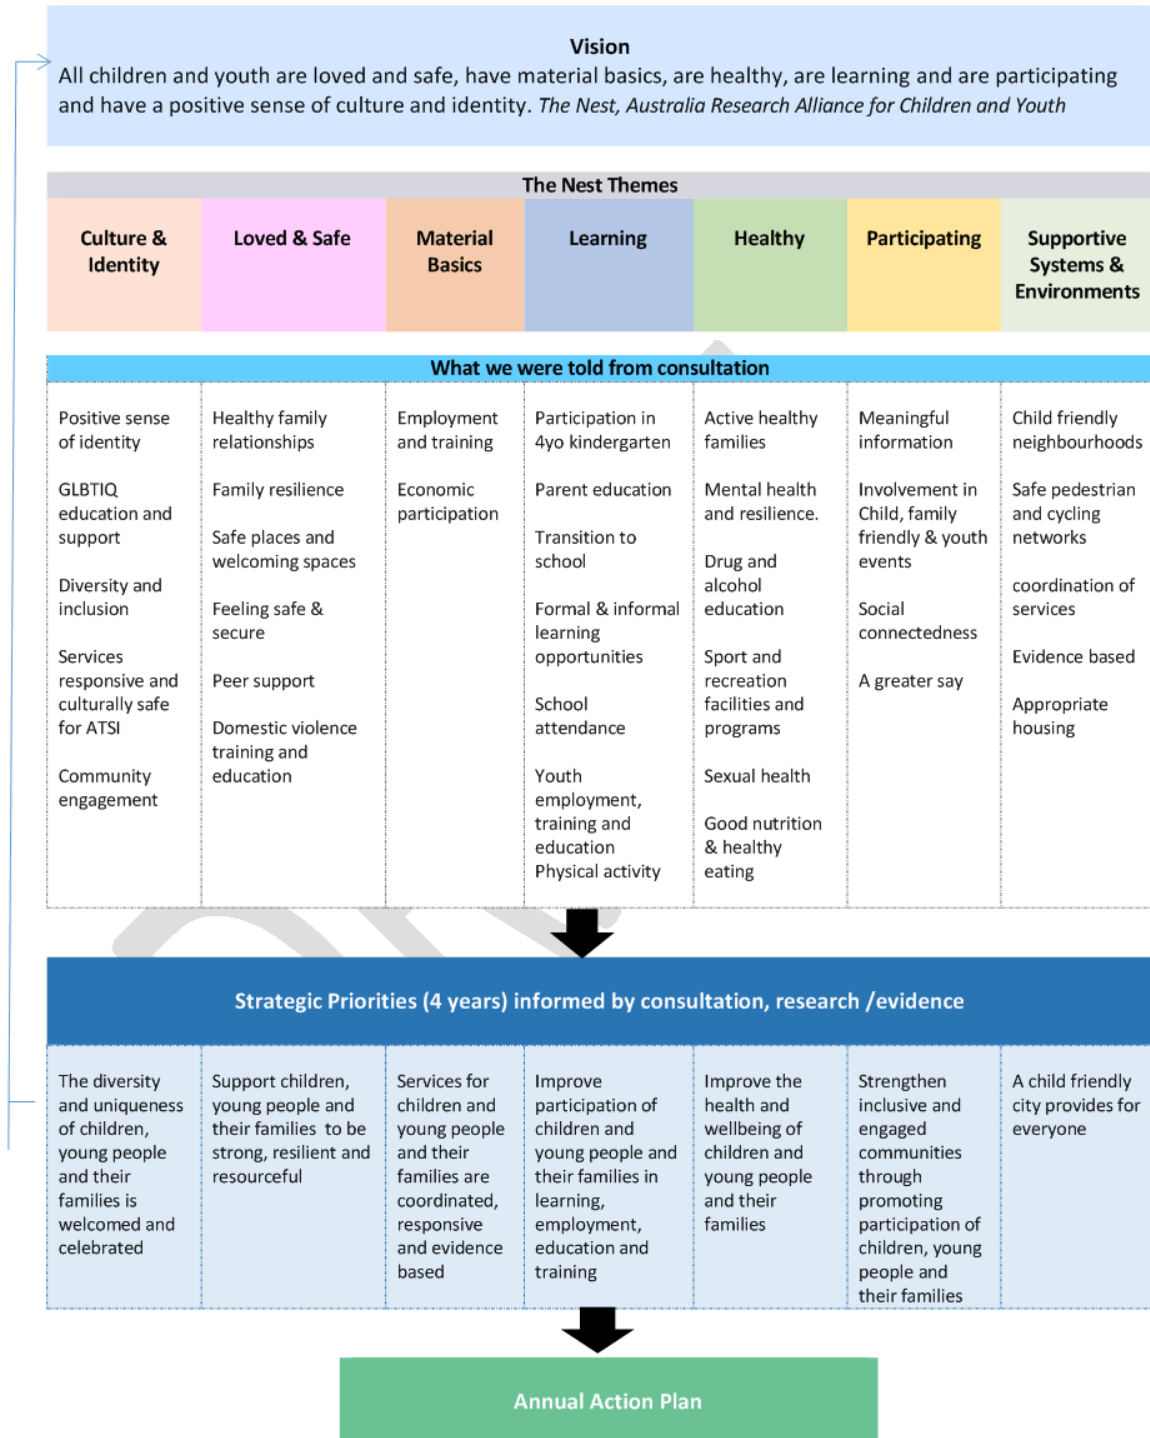 Vision
All children and youth are loved and safe, have material basics, are healthy, are learning and are participating
and have a positive sense of culture and identity. The Nest, Australia Research Alliance for Children and Youth
The Nest Themes
Culture &
Identity
Loved & Safe
Material
Basics
Learning
Healthy
Participating
Supportive
Systems &
Environments
What we were told from consultation
Positive sense
of identity
GLBTIQ
education and
support
Diversity and
inclusion
Services
responsive and
culturally safe
for ATSI
Community
engagement
Healthy family
relationships
Family resilience
Safe places and
welcoming spaces
Feeling safe &
secure
Peer support
Domestic violence
training and
education
Employment
and training
Economic
participation
Participation in
4yo kindergarten
Parent education
Transition to
school
Formal & informal
learning
opportunities
School
attendance
Youth
employment,
training and
education
Physical activity
Active healthy
families
Mental health
and resilience.
Drug and
alcohol
education
Sport and
recreation
facilities and
programs
Sexual health
Good nutrition
& healthy
eating
Meaningful
information
Involvement in
Child, family
friendly & youth
events
Social
connectedness
A greater say
Child friendly
neighbourhoods
Safe pedestrian
and cycling
networks
coordination of
services
Evidence based
Appropriate
housing
Strategic Priorities (4 years) informed by consultation, research /evidence
The diversity
and uniqueness
of children,
young people
and their
families is
welcomed and
celebrated
Support children,
young people and
their families to be
strong, resilient and
resourceful
Services for
children and
young people
and their
families are
coordinated,
responsive
and evidence
based
Improve
participation of
children and
young people and
their families in
learning,
employment,
education and
training
Improve the
health and
wellbeing of
children and
young people
and their
families
Strengthen
inclusive and
engaged
communities
through
promoting
participation of
children, young
people and
their families
A child friendly
city provides for
everyone
Annual Action Plan